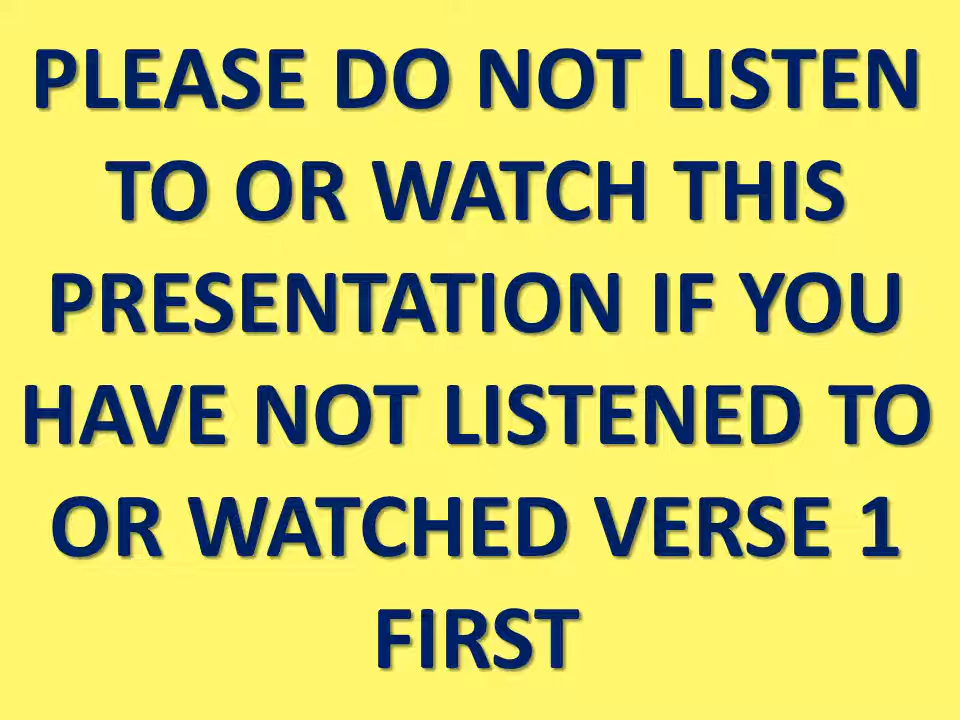 PLEASE DO NOT LISTEN
TO OR WATCH THIS
PRESENTATION IF YOU
HAVE NOT LISTENED TO
OR WATCHED VERSE 1
FIRST